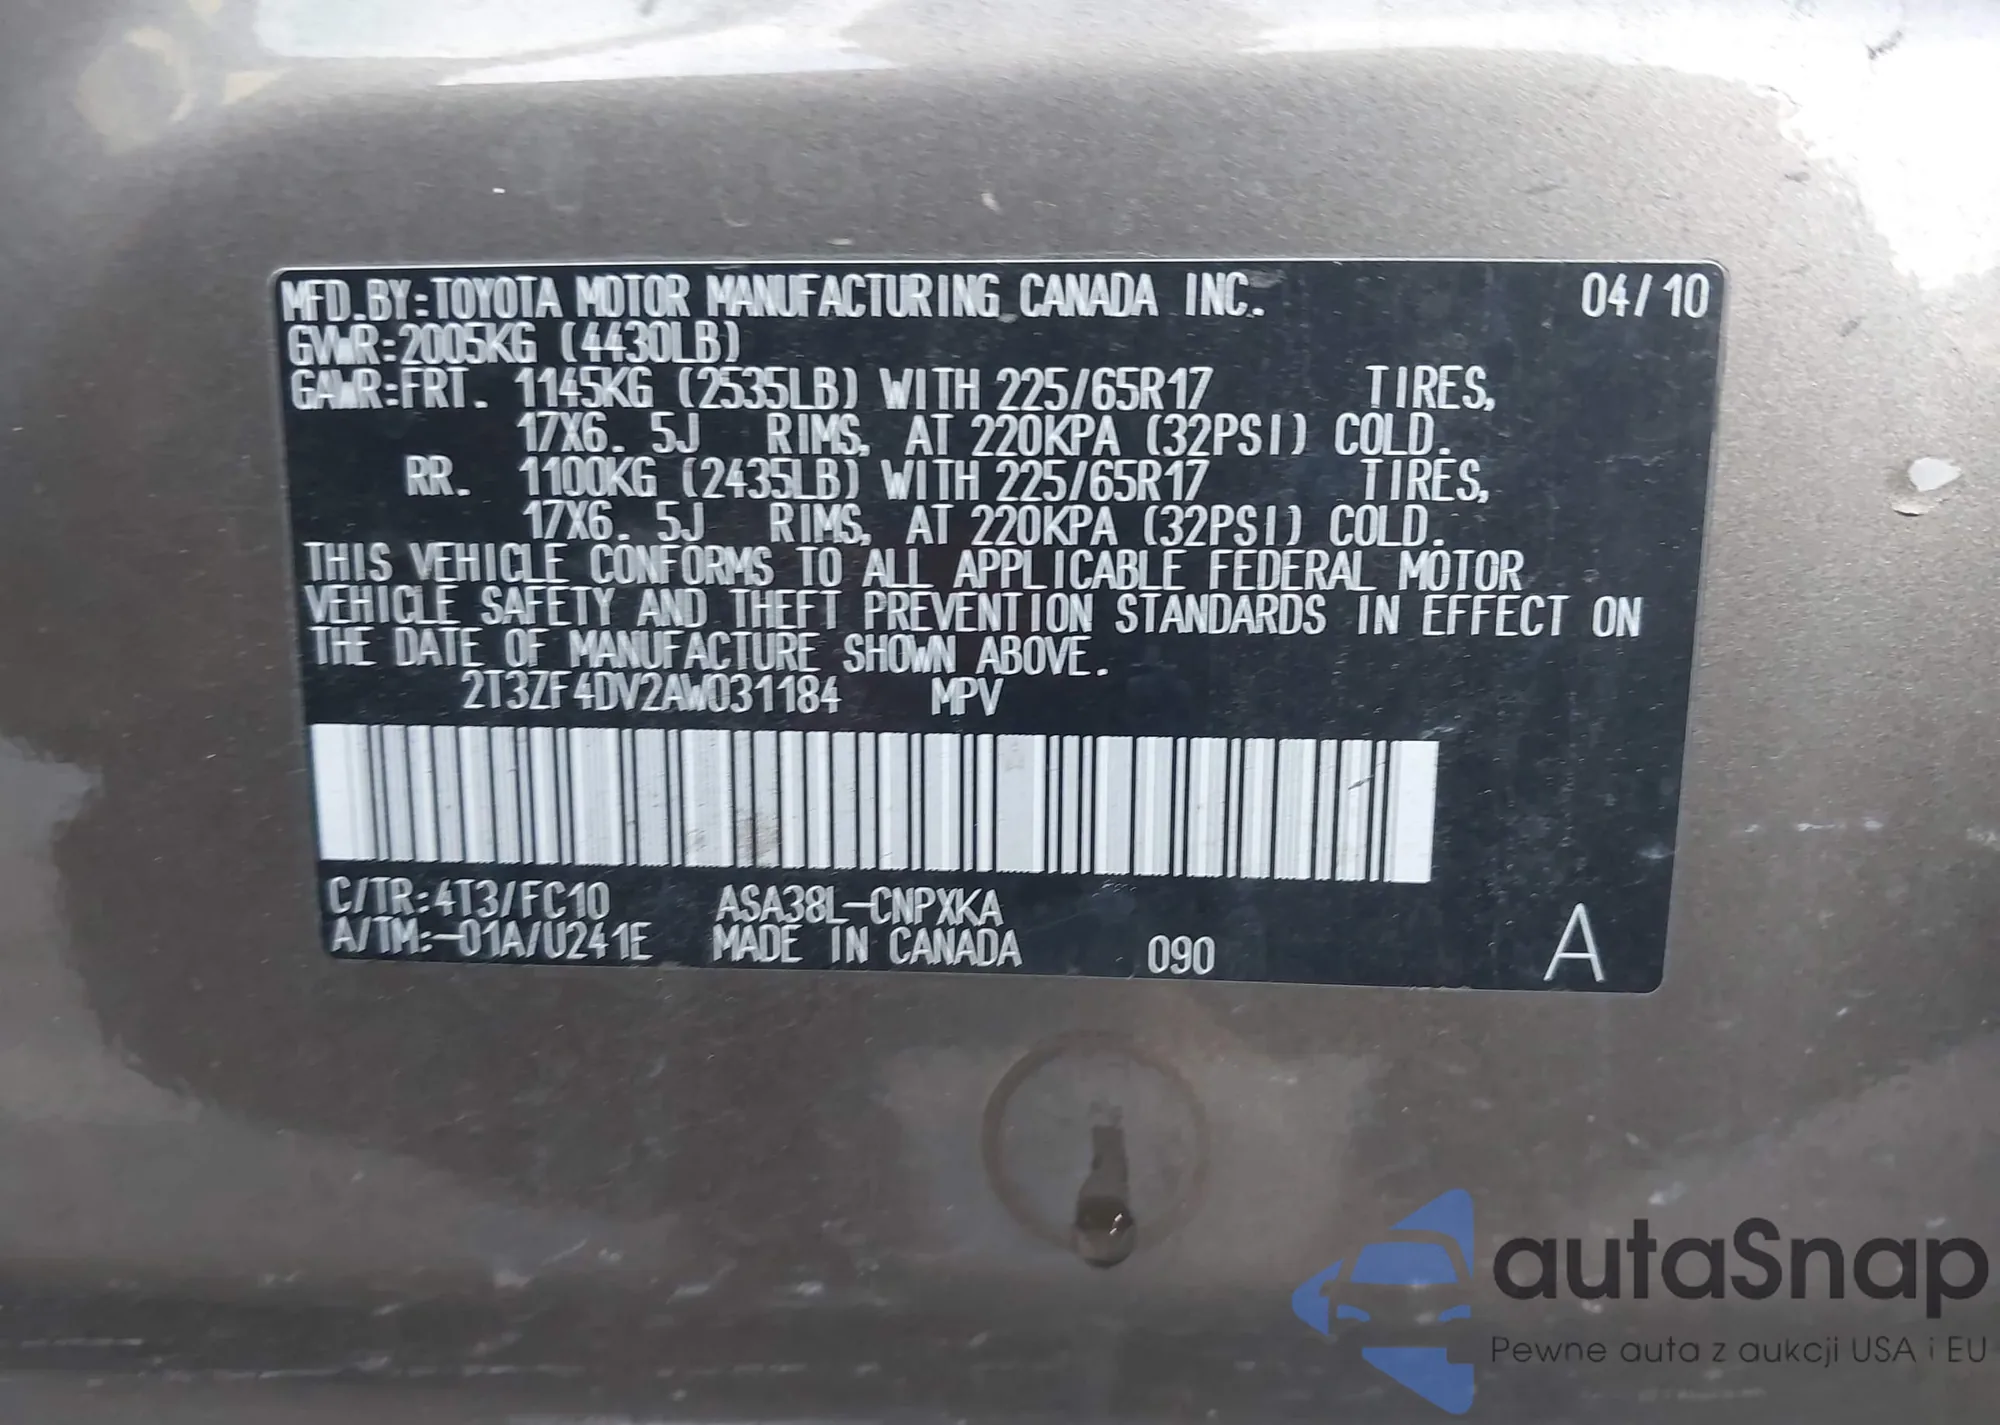 MFD.BY:TOYOTA MOTOR MANUFACTURING CANADA INC. 04/10
GVWR:2005KG (4430LB)
GAWR:FRT. 1145KG (2535LB) WITH 225/65R17 TIRES,
17X6.5J RIMS, AT 220KPA (32PSI) COLD.
RR. 1100KG (2435LB) WITH 225/65R17 TIRES,
17X6.5J RIMS, AT 220KPA (32PSI) COLD.
THIS VEHICLE CONFORMS TO ALL APPLICABLE FEDERAL MOTOR
VEHICLE SAFETY AND THEFT PREVENTION STANDARDS IN EFFECT ON
THE DATE OF MANUFACTURE SHOWN ABOVE.
2T3ZF4DV2AW031184 MPV
C/TR:4T3/FC10 ASA38L-CNPXKA
A/TM:-01A/U241E MADE IN CANADA 090 A
autaSnap
Pewne auta z aukcji USA i EU